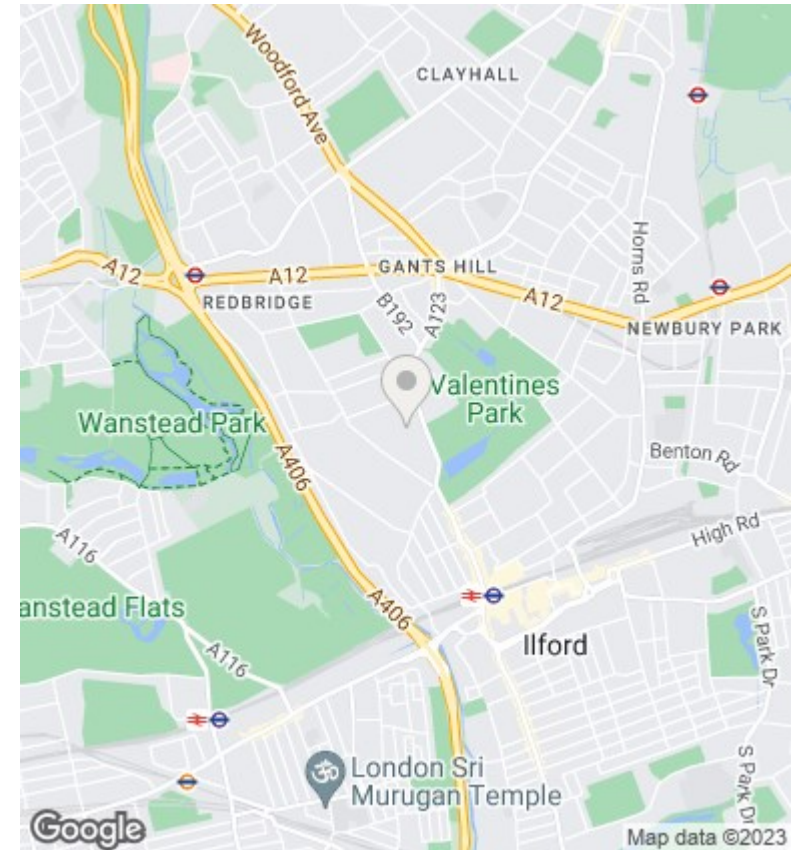 Woodford Ave
CLAYHALL
Horns Rd
A12
A12
GANTS HILL
A12
REDBRIDGE
B192
A123
NEWBURY PARK
Valentines
Park
Wanstead Park
A406
Benton Rd
High Rd
A116
anstead Flats
A406
Ilford
S Park Dr
A116
London Sri
Murugan Temple
S Park Dr
Google
Map data ©2023